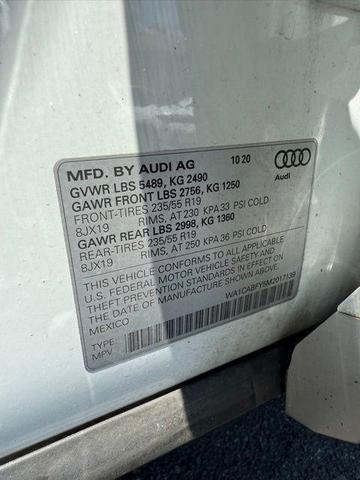 MFD. BY AUDI AG 10 20
GVWR LBS 5489, KG 2490
GAWR FRONT LBS 2756, KG 1250
FRONT-TIRES 235/55 R19
8JX19 RIMS, AT 230 KPA 33 PSI COLD
GAWR REAR LBS 2998, KG 1360
REAR-TIRES 235/55 R19
8JX19 RIMS, AT 250 KPA 36 PSI COLD
THIS VEHICLE CONFORMS TO ALL APPLICABLE
U.S. FEDERAL MOTOR VEHICLE SAFETY AND
THEFT PREVENTION STANDARDS IN EFFECT ON
DATE OF MANUFACTURE SHOWN ABOVE.
MEXICO
WA1CABFY5M2017139
TYPE:
MPV
Audi